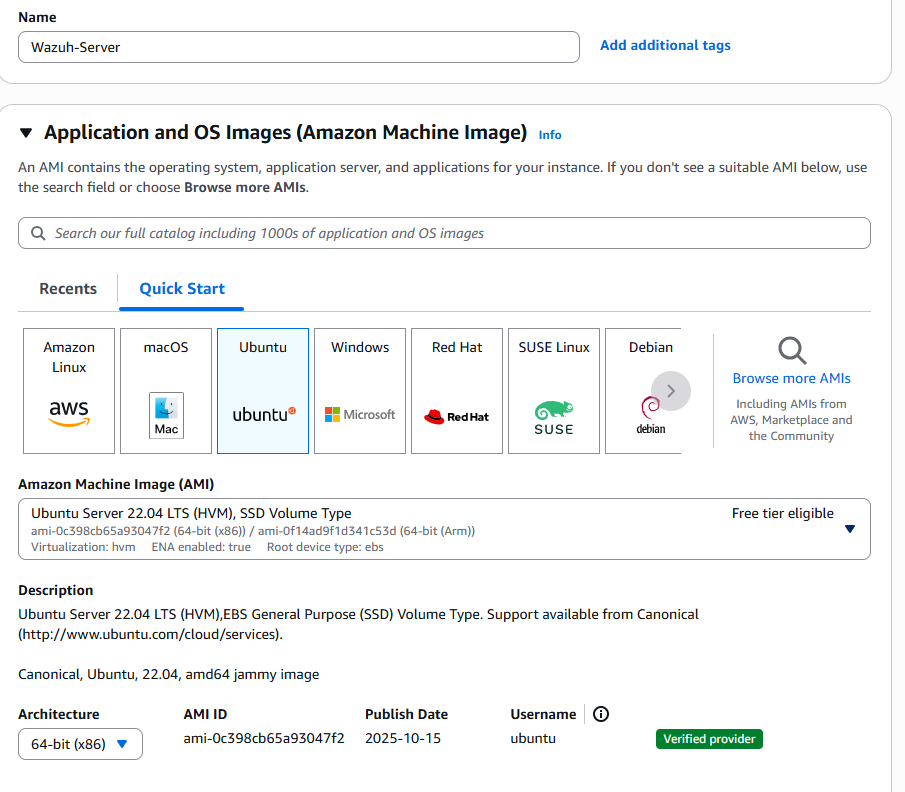 Name
Wazuh-Server
Add additional tags
Application and OS Images (Amazon Machine Image) Info
An AMI contains the operating system, application server, and applications for your instance. If you don't see a suitable AMI below, use
the search field or choose Browse more AMIs.
Search our full catalog including 1000s of application and OS images
Recents
Quick Start
Amazon
Linux
aws
macOS
Mac
Ubuntu
ubuntu
Windows
Microsoft
Red Hat
Red Hat
SUSE Linux
SUSE
Debian
debian
Browse more AMIs
Including AMIs from
AWS, Marketplace and
the Community
Amazon Machine Image (AMI)
Ubuntu Server 22.04 LTS (HVM), SSD Volume Type
Free tier eligible
ami-0c398cb65a93047f2 (64-bit (x86)) / ami-0f14ad9f1d341c53d (64-bit (Arm))
Virtualization: hvm ENA enabled: true Root device type: ebs
Description
Ubuntu Server 22.04 LTS (HVM),EBS General Purpose (SSD) Volume Type. Support available from Canonical
(http://www.ubuntu.com/cloud/services).
Canonical, Ubuntu, 22.04, amd64 jammy image
Architecture
64-bit (x86)
AMI ID
ami-0c398cb65a93047f2
Publish Date
2025-10-15
Username
ubuntu
Verified provider